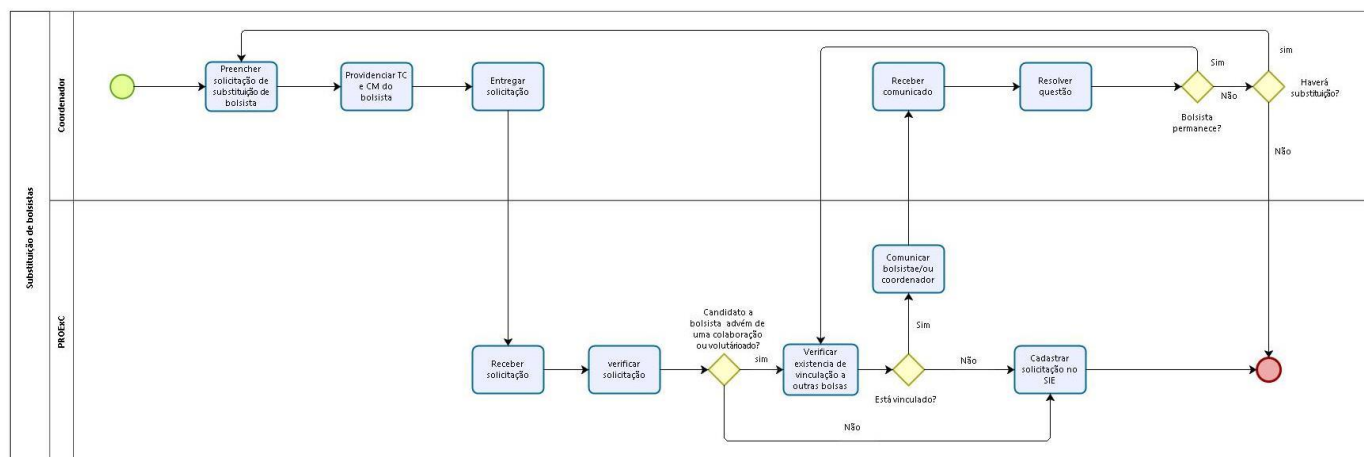 Substituição de bolsistas
Coordenador
Preencher
solicitação de
substituição de
bolsista
Providenciar TC
e CM do
bolsista
Entregar
solicitação
Receber
comunicado
Resolver
questão
Sim
Não
Bolsista
permanece?
sim
Haverá
substituição?
Não
PROExC
Receber
solicitação
verificar
solicitação
Candidato a
bolsista advém de
uma colaboração
ou volutárioado?
sim
Não
Verificar
existencia de
vinculação a
outras bolsas
Comunicar
bolsistae/ou
coordenador
Sim
Não
Está vinculado?
Cadastrar
solicitação no
SIE